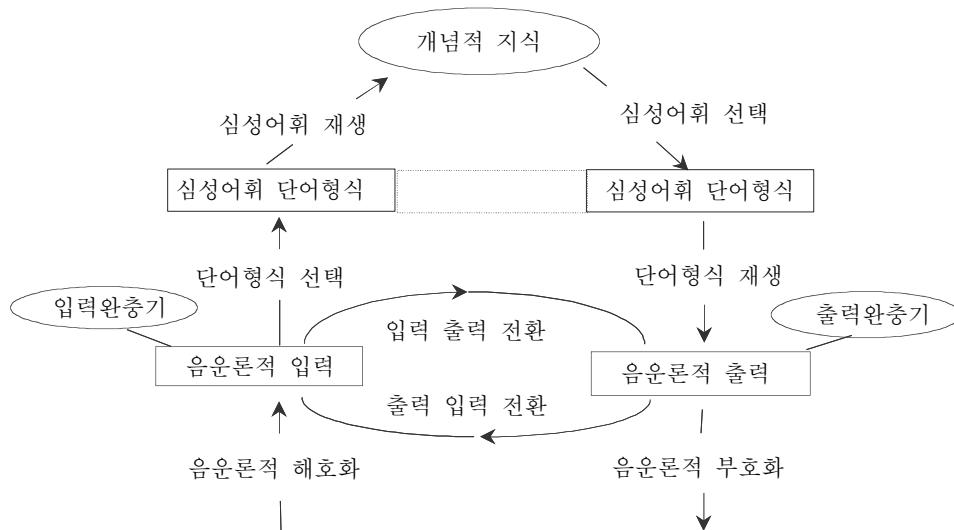 개념적 지식
심성어휘 재생
심성어휘 선택
심성어휘 단어형식
심성어휘 단어형식
단어형식 선택
단어형식 재생
입력완충기
출력완충기
입력 출력 전환
음운론적 입력
음운론적 출력
출력 입력 전환
음운론적 해호화
음운론적 부호화